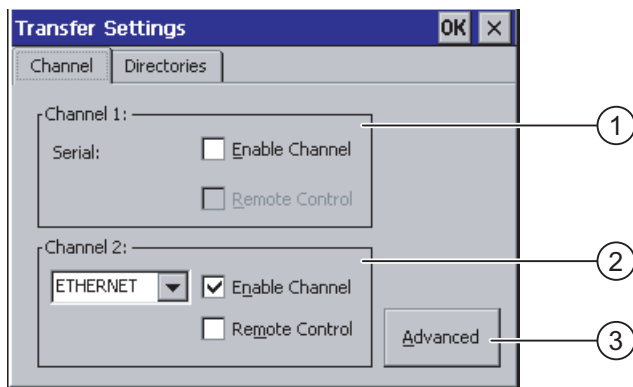 Transfer Settings OK ×
Channel Directories
Channel 1:
Serial: Enable Channel
Remote Control
Channel 2:
ETHERNET Enable Channel
Remote Control
Advanced
1
2
3